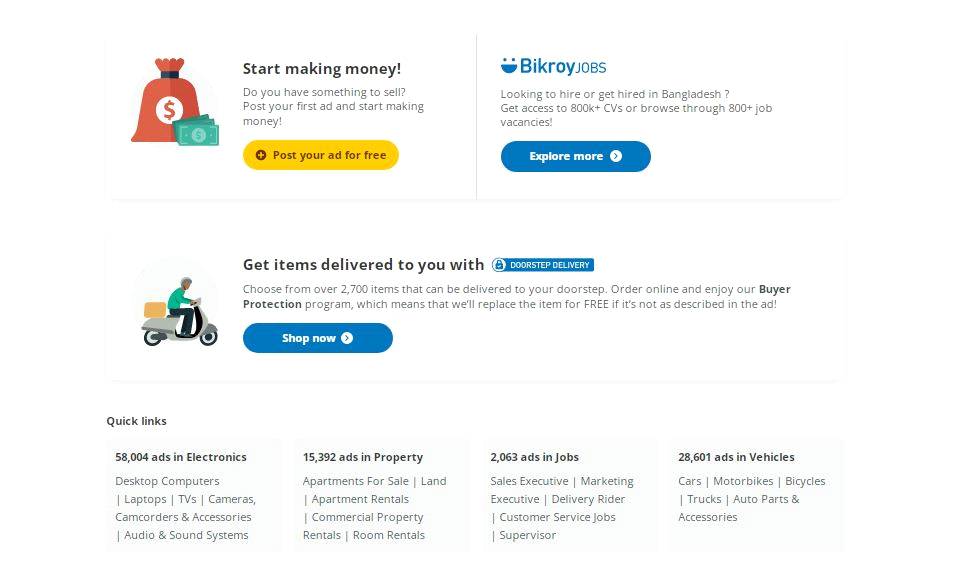 Start making money!
Do you have something to sell?
Post your first ad and start making
money!
Post your ad for free
BikroyJOBS
Looking to hire or get hired in Bangladesh ?
Get access to 800k+ CVs or browse through 800+ job
vacancies!
Explore more
Get items delivered to you with DOORSTEP DELIVERY
Choose from over 2,700 items that can be delivered to your doorstep. Order online and enjoy our Buyer
Protection program, which means that we’ll replace the item for FREE if it’s not as described in the ad!
Shop now
Quick links
58,004 ads in Electronics
Desktop Computers
| Laptops | TVs | Cameras,
Camcorders & Accessories
| Audio & Sound Systems
15,392 ads in Property
Apartments For Sale | Land
| Apartment Rentals
| Commercial Property
Rentals | Room Rentals
2,063 ads in Jobs
Sales Executive | Marketing
Executive | Delivery Rider
| Customer Service Jobs
| Supervisor
28,601 ads in Vehicles
Cars | Motorbikes | Bicycles
| Trucks | Auto Parts &
Accessories